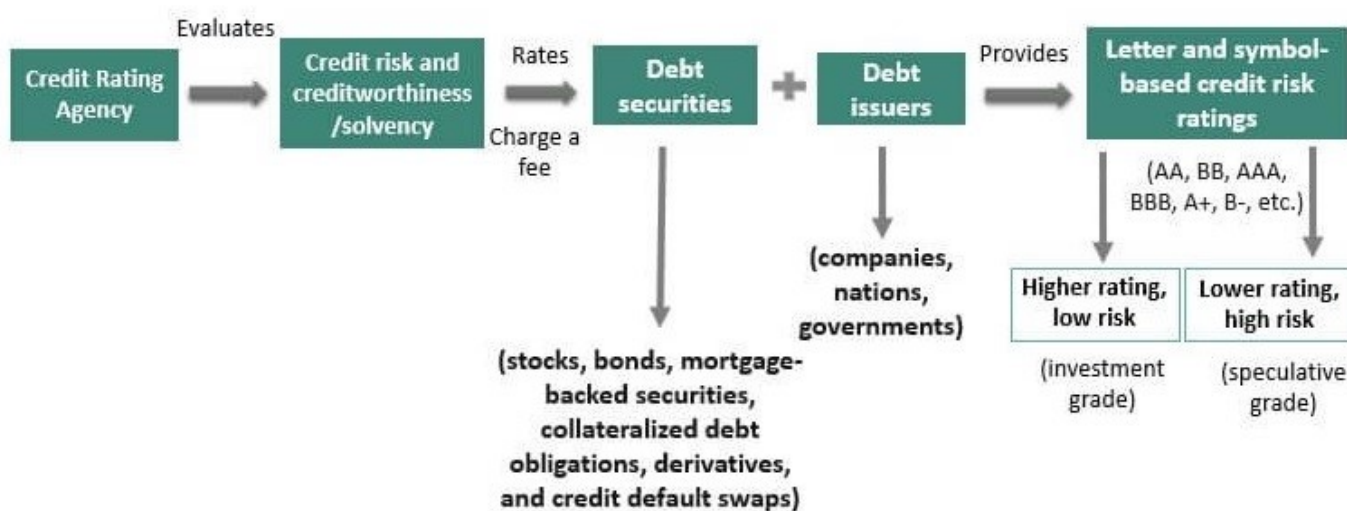 Credit Rating
Agency
Evaluates
Credit risk and
creditworthiness
/solvency
Rates
Charge a
fee
Debt
securities
Debt
issuers
Provides
Letter and symbol-
based credit risk
ratings
(AA, BB, AAA,
BBB, A+, B-, etc.)
(stocks, bonds, mortgage-
backed securities,
collateralized debt
obligations, derivatives,
and credit default swaps)
(companies,
nations,
governments)
Higher rating,
low risk
(investment
grade)
Lower rating,
high risk
(speculative
grade)